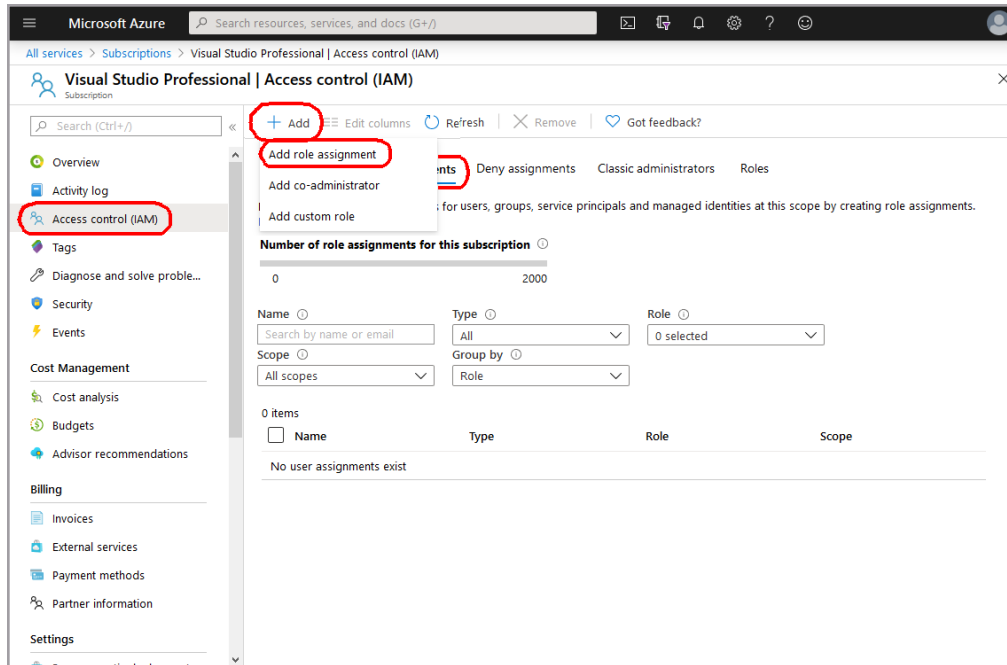 Microsoft Azure
Search resources, services, and docs (G+/)
All services > Subscriptions > Visual Studio Professional | Access control (IAM)
Visual Studio Professional | Access control (IAM)
Subscription
Search (Ctrl+/)
Overview
Activity log
Access control (IAM)
Tags
Diagnose and solve proble...
Security
Events
Cost Management
Cost analysis
Budgets
Advisor recommendations
Billing
Invoices
External services
Payment methods
Partner information
Settings
Add Edit columns Refresh Remove Got feedback?
Add role assignment
Add co-administrator
Add custom role
nts Deny assignments Classic administrators Roles
for users, groups, service principals and managed identities at this scope by creating role assignments.
Number of role assignments for this subscription
0 2000
Name Type Role
Search by name or email All 0 selected
Scope Group by
All scopes Role
0 items
Name Type Role Scope
No user assignments exist